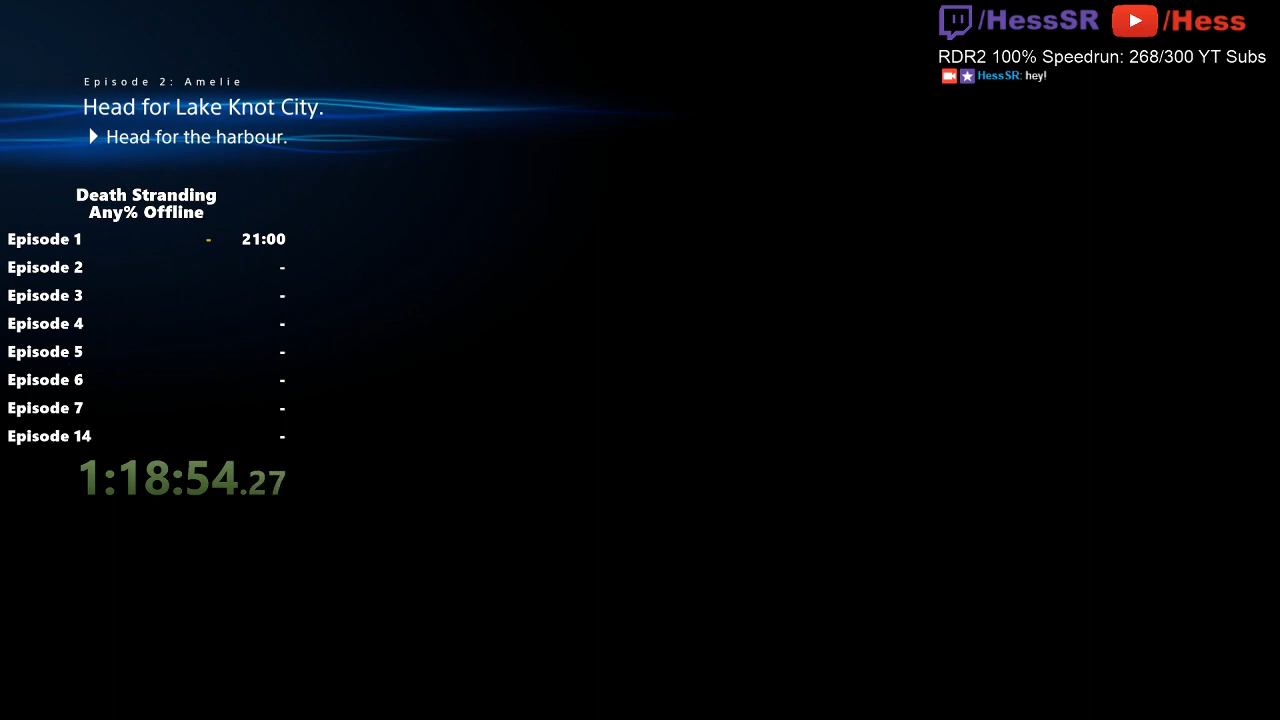 /HessSR /Hess
RDR2 100% Speedrun: 268/300 YT Subs
HessSR: hey!
Episode 2: Amelie
Head for Lake Knot City.
Head for the harbour.
Death Stranding
Any% Offline
Episode 1 - 21:00
Episode 2 -
Episode 3 -
Episode 4 -
Episode 5 -
Episode 6 -
Episode 7 -
Episode 14 -
1:18:54.27